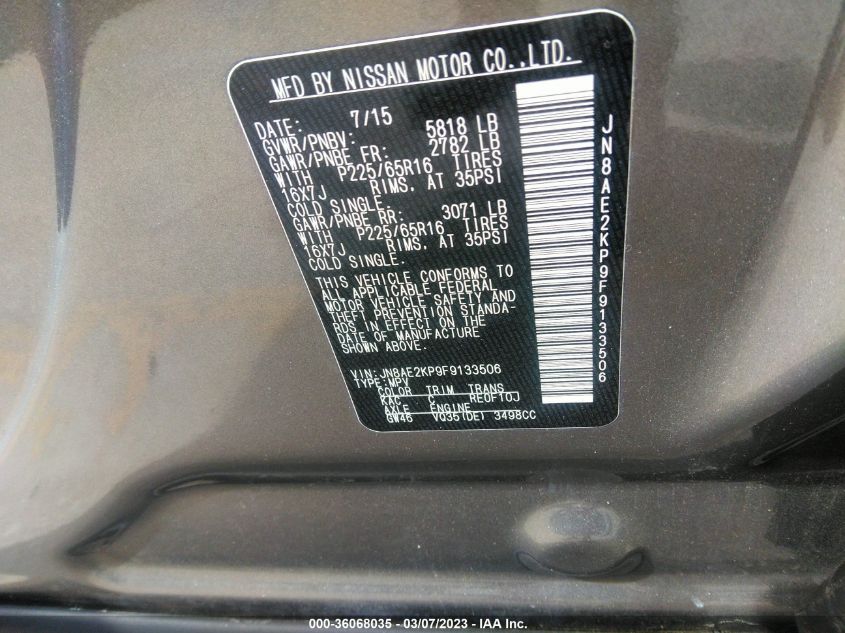 MFD BY NISSAN MOTOR CO.,LTD.
DATE: 7/15
GVWR/PNBV: 5818 LB
GAWR/PNBE FR: 2782 LB
WITH P225/65R16 TIRES
16X7J RIMS. AT 35PSI
COLD SINGLE.
GAWR/PNBE RR: 3071 LB
WITH P225/65R16 TIRES
16X7J RIMS. AT 35PSI
COLD SINGLE.
THIS VEHICLE CONFORMS TO
ALL APPLICABLE FEDERAL
MOTOR VEHICLE SAFETY AND
THEFT PREVENTION STANDA-
RDS IN EFFECT ON THE
DATE OF MANUFACTURE
SHOWN ABOVE.
VIN:JN8AE2KP9F9133506
TYPE:MPV
COLOR TRIM TRANS
KAC C RE0F10J
AXLE ENGINE
GW46 VQ35(DE) 3498CC
JN8AE2KP9F9133506
000-36068035 - 03/07/2023 - IAA Inc.